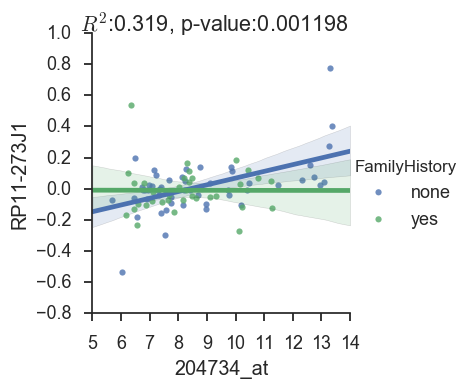 R²:0.319, p-value:0.001198
1.0
0.8
0.6
0.4
0.2
0.0
−0.2
−0.4
−0.6
−0.8
RP11-273J1
5 6 7 8 9 10 11 12 13 14
204734_at
FamilyHistory
none
yes